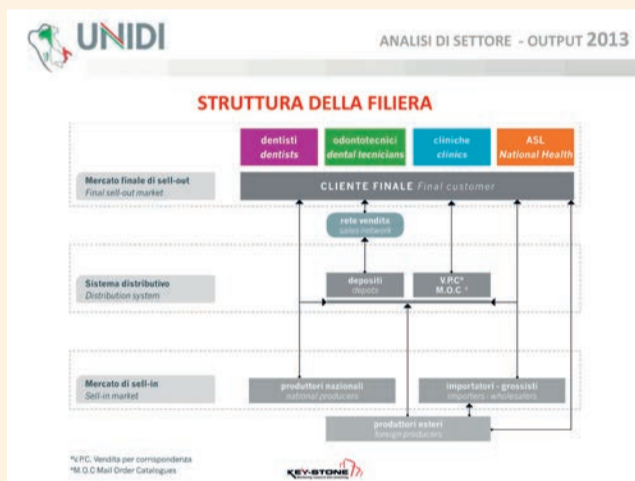 UNIDI
ANALISI DI SETTORE - OUTPUT 2013
STRUTTURA DELLA FILIERA
dentisti
dentists
odontotecnici
dental tecnicians
cliniche
clinics
ASL
National Health
Mercato finale di sell-out
Final sell-out market
CLIENTE FINALE Final customer
rete vendita
sales network
Sistema distributivo
Distribution system
depositi
depots
V.P.C*
M.O.C *
Mercato di sell-in
Sell-in market
produttori nazionali
national producers
importatori - grossisti
importers - wholesalers
produttori esteri
foreign producers
*V.P.C. Vendita per corrispondenza
*M.O.C Mail Order Catalogues
KEY-STONE